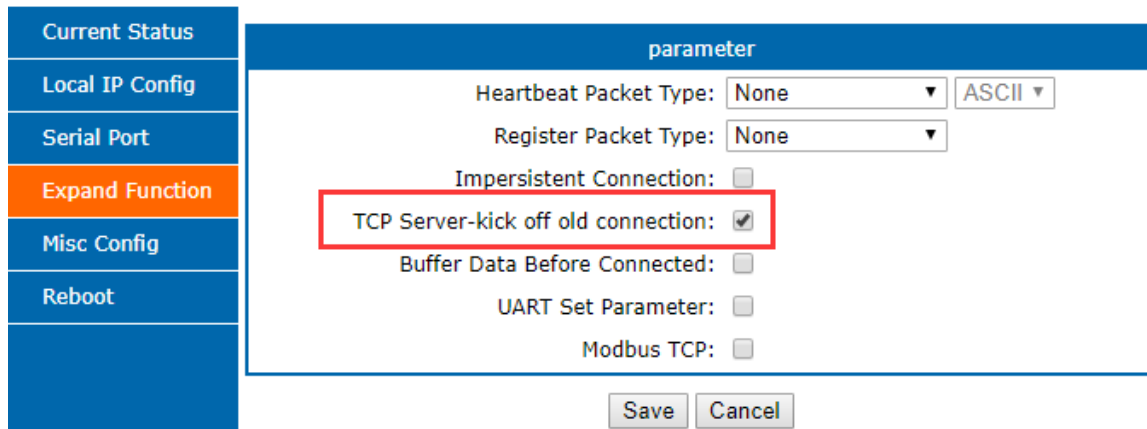 Current Status
Local IP Config
Serial Port
Expand Function
Misc Config
Reboot
parameter
Heartbeat Packet Type: None ASCII
Register Packet Type: None
Impersistent Connection:
TCP Server-kick off old connection:
Buffer Data Before Connected:
UART Set Parameter:
Modbus TCP:
Save Cancel